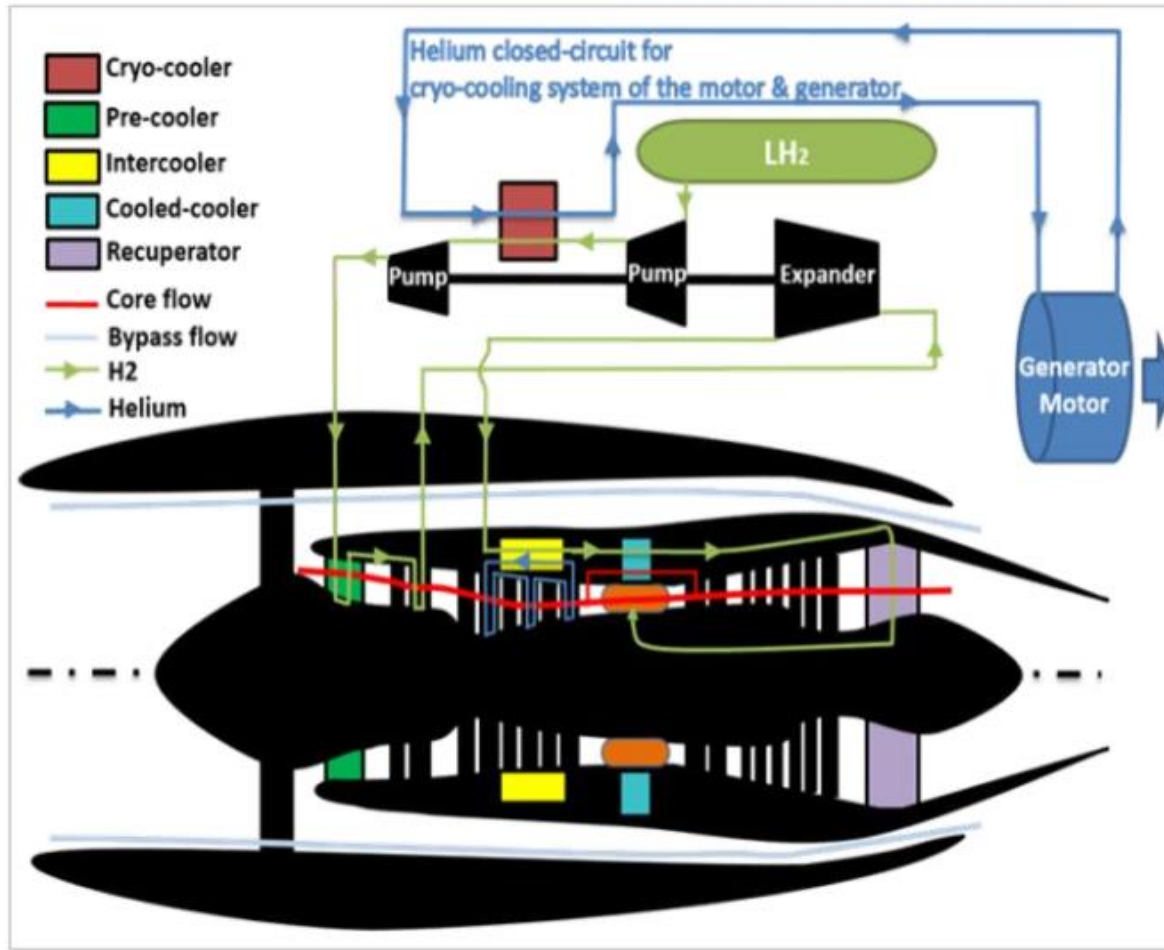 Helium closed-circuit for
cryo-cooling system of the motor & generator
Cryo-cooler
Pre-cooler
Intercooler
Cooled-cooler
Recuperator
Core flow
Bypass flow
H2
Helium
LH₂
Pump
Pump
Expander
Generator
Motor